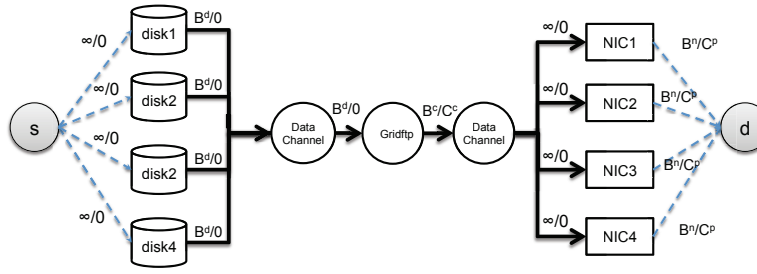 s
∞/0
∞/0
∞/0
∞/0
disk1
disk2
disk2
disk4
Bᵈ/0
Bᵈ/0
Bᵈ/0
Bᵈ/0
Data
Channel
Bᵈ/0
Gridftp
Bᶜ/Cᶜ
Data
Channel
∞/0
∞/0
∞/0
∞/0
NIC1
NIC2
NIC3
NIC4
Bⁿ/Cᵖ
Bⁿ/Cᵖ
Bⁿ/Cᵖ
Bⁿ/Cᵖ
d